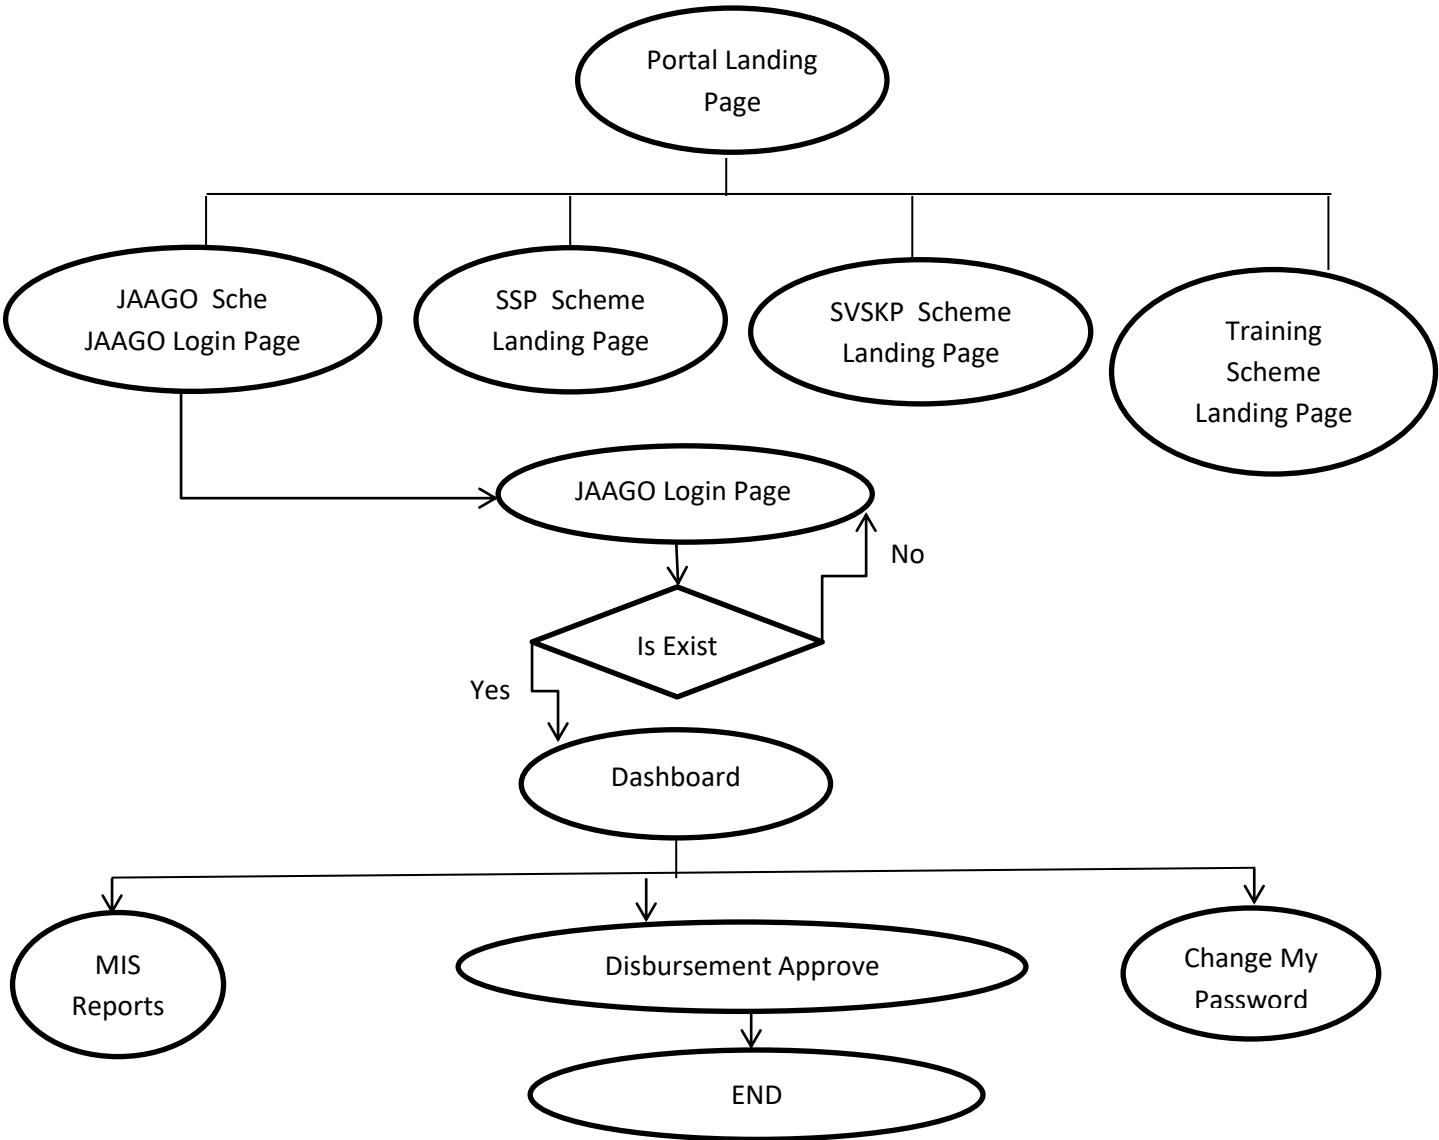 Portal Landing
Page
JAAGO  Sche
JAAGO Login Page
SSP  Scheme
Landing Page
SVSKP  Scheme
Landing Page
Training
Scheme
Landing Page
JAAGO Login Page
No
Is Exist
Yes
Dashboard
MIS
Reports
Disbursement Approve
Change My
Password
END